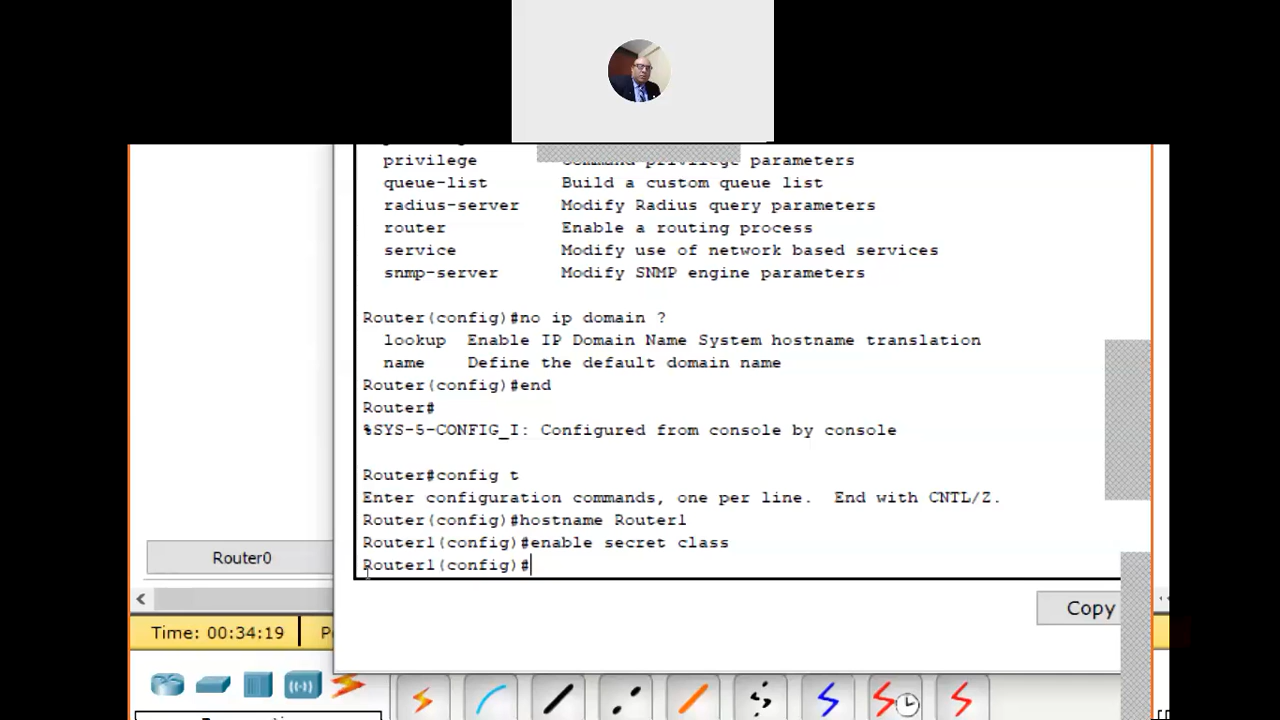 privilege Command privilege parameters
queue-list Build a custom queue list
radius-server Modify Radius query parameters
router Enable a routing process
service Modify use of network based services
snmp-server Modify SNMP engine parameters
Router(config)#no ip domain ?
lookup Enable IP Domain Name System hostname translation
name Define the default domain name
Router(config)#end
Router#
%SYS-5-CONFIG_I: Configured from console by console
Router#config t
Enter configuration commands, one per line. End with CNTL/Z.
Router(config)#hostname Router1
Router1(config)#enable secret class
Router1(config)#
Router0
Copy
Time: 00:34:19